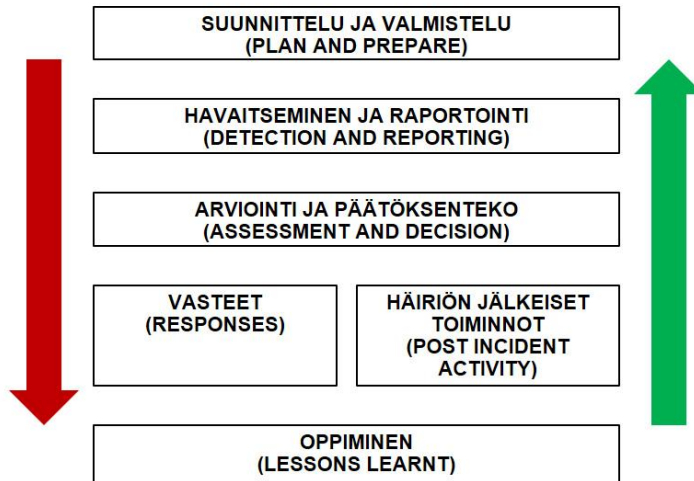 SUUNNITTELU JA VALMISTELU
(PLAN AND PREPARE)
HAVAITSEMINEN JA RAPORTOINTI
(DETECTION AND REPORTING)
ARVIOINTI JA PÄÄTÖKSENTEKO
(ASSESSMENT AND DECISION)
VASTEET
(RESPONSES)
HÄIRIÖN JÄLKEISET
TOIMINNOT
(POST INCIDENT
ACTIVITY)
OPPIMINEN
(LESSONS LEARNT)